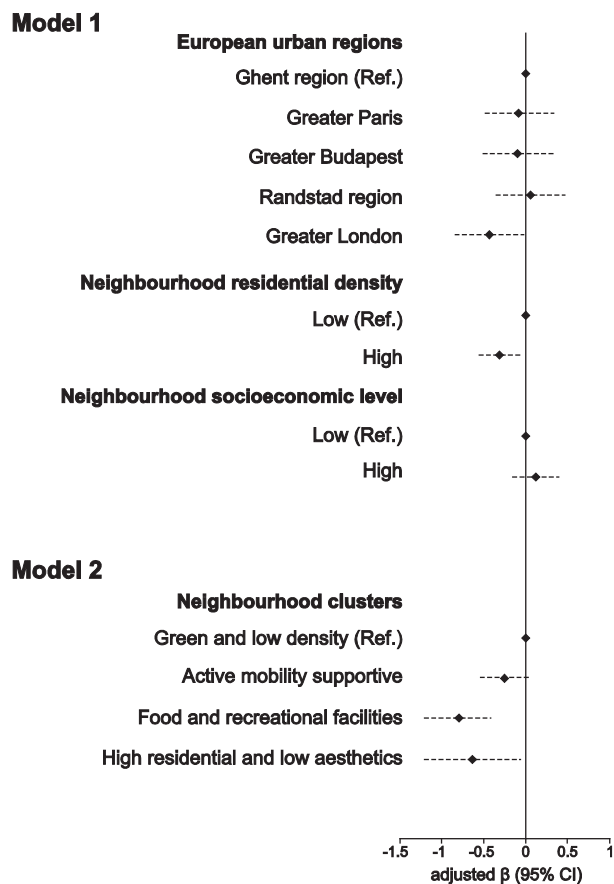 Model 1
European urban regions
Ghent region (Ref.)
Greater Paris
Greater Budapest
Randstad region
Greater London
Neighbourhood residential density
Low (Ref.)
High
Neighbourhood socioeconomic level
Low (Ref.)
High
Model 2
Neighbourhood clusters
Green and low density (Ref.)
Active mobility supportive
Food and recreational facilities
High residential and low aesthetics
-1.5 -1 -0.5 0 0.5 1
adjusted β (95% CI)